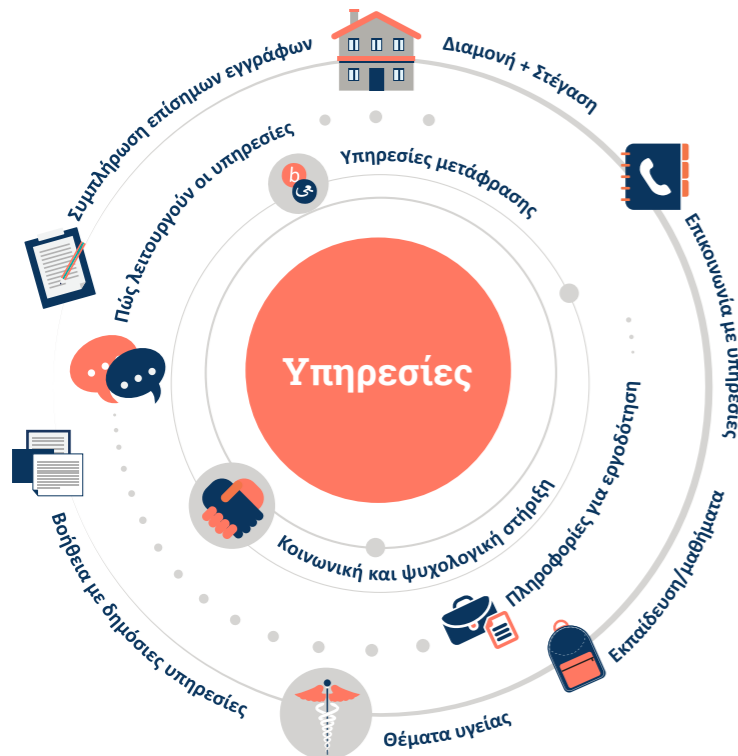 Συμπλήρωση επίσημων εγγράφων
Διαμονή + Στέγαση
Πώς λειτουργούν οι υπηρεσίες
Υπηρεσίες μετάφρασης
b
Επικοινωνία με υπηρεσιες
Υπηρεσίες
Πληροφορίες για εργοδότηση
Κοινωνική και ψυχολογική στήριξη
Εκπαίδευση/μαθήματα
Βοήθεια με δημόσιες υπηρεσίες
Θέματα υγείας